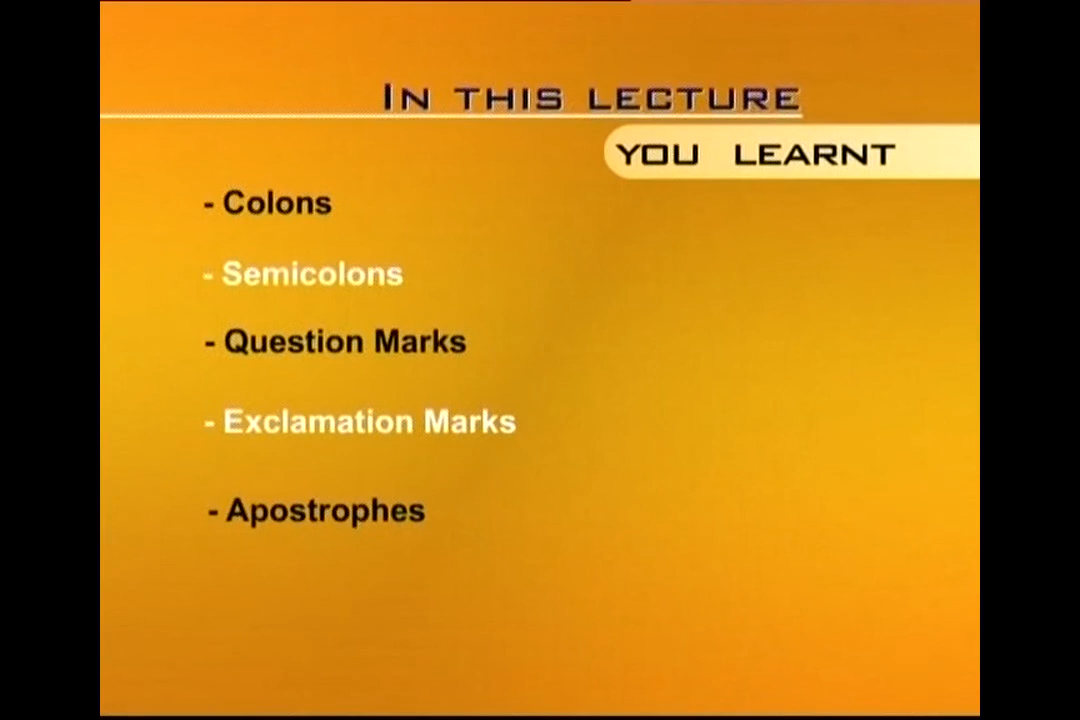 IN THIS LECTURE
YOU LEARNT
- Colons
- Semicolons
- Question Marks
- Exclamation Marks
- Apostrophes